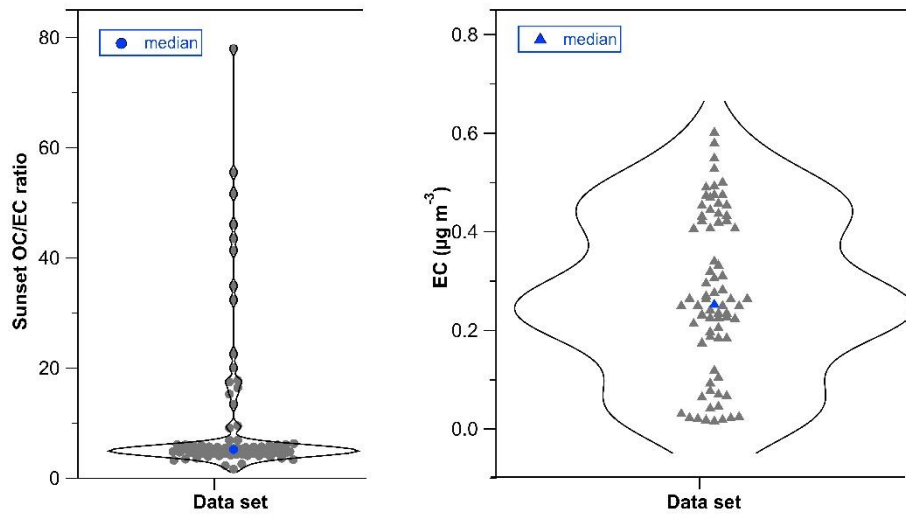 80
60
40
20
0
Sunset OC/EC ratio
median
Data set
0.8
0.6
0.4
0.2
0.0
EC (µg m⁻³)
median
Data set